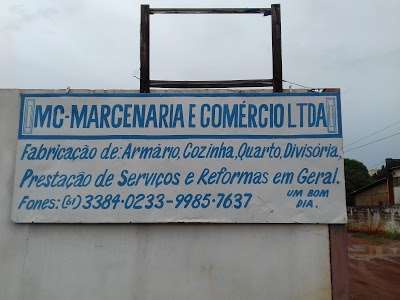 MC-MARCENARIA E COMÉRCIO LTDA
Fabricação de: Armário, Cozinha, Quarto, Divisória,
Prestação de Serviços e Reformas em Geral.
Fones: (61) 3384-0233-9985-7637 UM BOM
DIA.